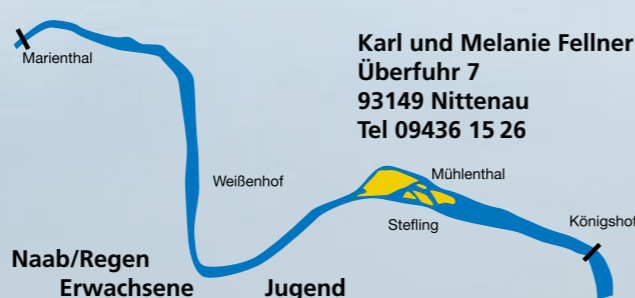 Karl und Melanie Fellner
Überfuhr 7
93149 Nittenau
Tel 09436 15 26
Marienthal
Weißenhof
Mühlenthal
Stefling
Königshof
Naab/Regen
Erwachsene Jugend